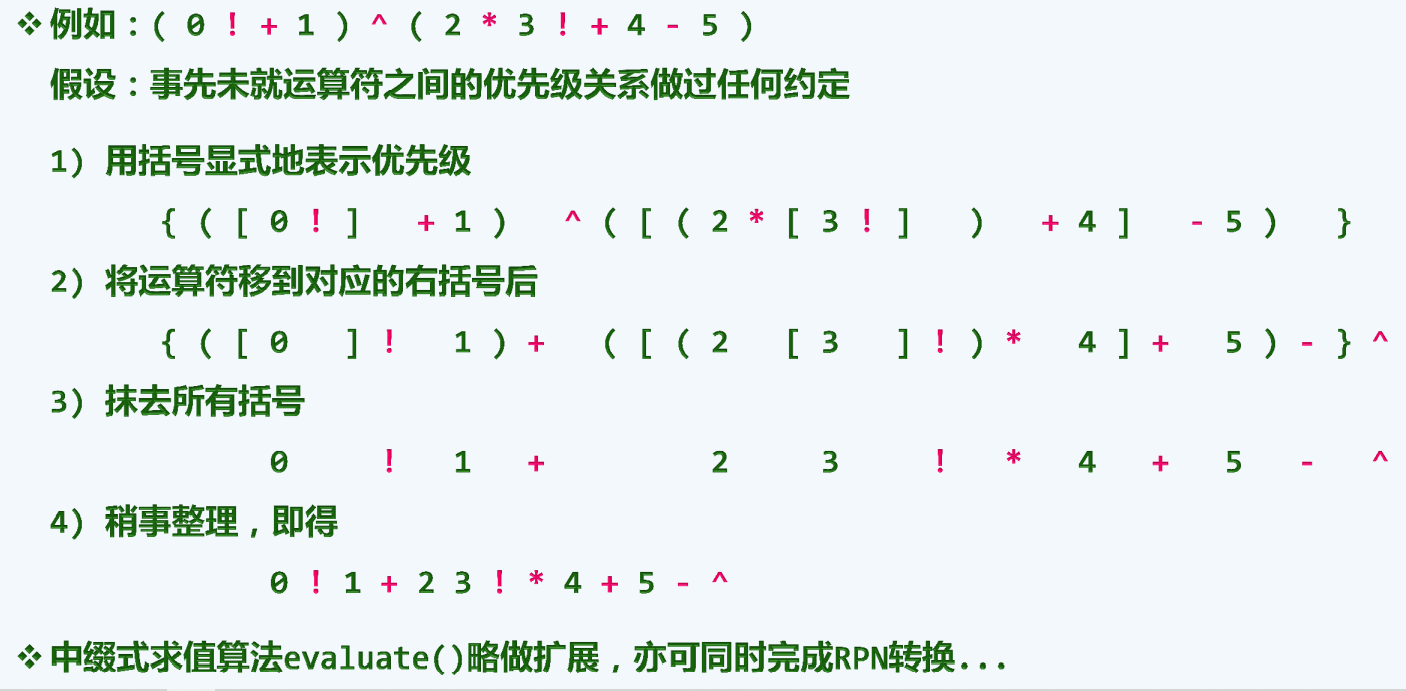 ❖ 例如：( 0 ! + 1 ) ^ ( 2 * 3 ! + 4 - 5 )
假设：事先未就运算符之间的优先级关系做过任何约定
1) 用括号显式地表示优先级
{ ( [ 0 ! ] + 1 ) ^ ( [ ( 2 * [ 3 ! ] ) + 4 ] - 5 ) }
2) 将运算符移到对应的右括号后
{ ( [ 0 ] ! 1 ) + ( [ ( 2 [ 3 ] ! ) * 4 ] + 5 ) - } ^
3) 抹去所有括号
0 ! 1 + 2 3 ! * 4 + 5 - ^
4) 稍事整理，即得
0 ! 1 + 2 3 ! * 4 + 5 - ^
❖ 中缀式求值算法evaluate()略做扩展，亦可同时完成RPN转换...